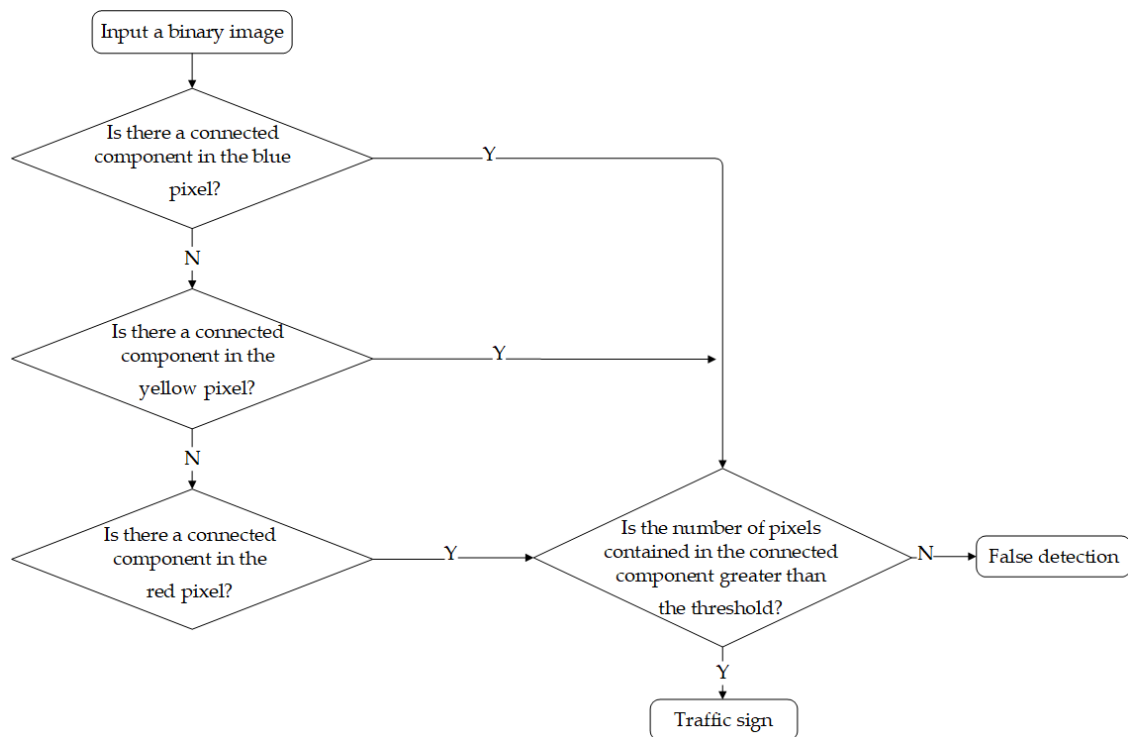 Input a binary image
Is there a connected
component in the blue
pixel?
Y
N
Is there a connected
component in the
yellow pixel?
Y
N
Is there a connected
component in the
red pixel?
Y
Is the number of pixels
contained in the connected
component greater than
the threshold?
N
False detection
Y
Traffic sign